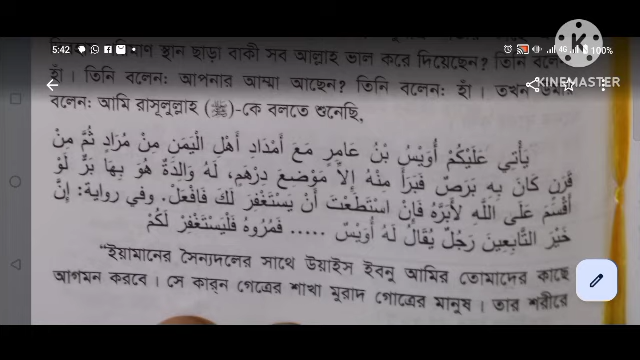 5:42
100%
KINEMASTER
স্থান ছাড়া বাকী সব আল্লাহ ভাল করে দিয়েছেন? তিনি বলেন
হাঁ। তিনি বলেন: আপনার আম্মা আছেন? তিনি বলেন: হাঁ। তখন
বলেন: আমি রাসূলুল্লাহ (ﷺ)-কে বলতে শুনেছি,
يَأْتِي عَلَيْكُمْ أُوَيْسُ بْنُ عَامِرٍ مَعَ أَمْدَادِ أَهْلِ الْيَمَنِ مِنْ مُرَادٍ ثُمَّ مِنْ
قَرَنٍ كَانَ بِهِ بَرَصٌ فَبَرَأَ مِنْهُ إِلاَّ مَوْضِعَ دِرْهَمٍ، لَهُ وَالِدَةٌ هُوَ بِهَا بَرٌّ لَوْ
أَقْسَمَ عَلَى اللَّهِ لأَبَرَّهُ فَإِنْ اسْتَطَعْتَ أَنْ يَسْتَغْفِرَ لَكَ فَافْعَلْ. وفي رواية: إِنَّ
خَيْرَ التَّابِعِينَ رَجُلٌ يُقَالُ لَهُ أُوَيْسٌ ..... فَمُرُوهُ فَلْيَسْتَغْفِرْ لَكُمْ
"ইয়ামানের সৈন্যদলের সাথে উয়াইস ইবনু আমির তোমাদের কাছে
আগমন করবে। সে কারন গোত্রের শাখা মুরাদ গোত্রের মানুষ। তার শরীরে